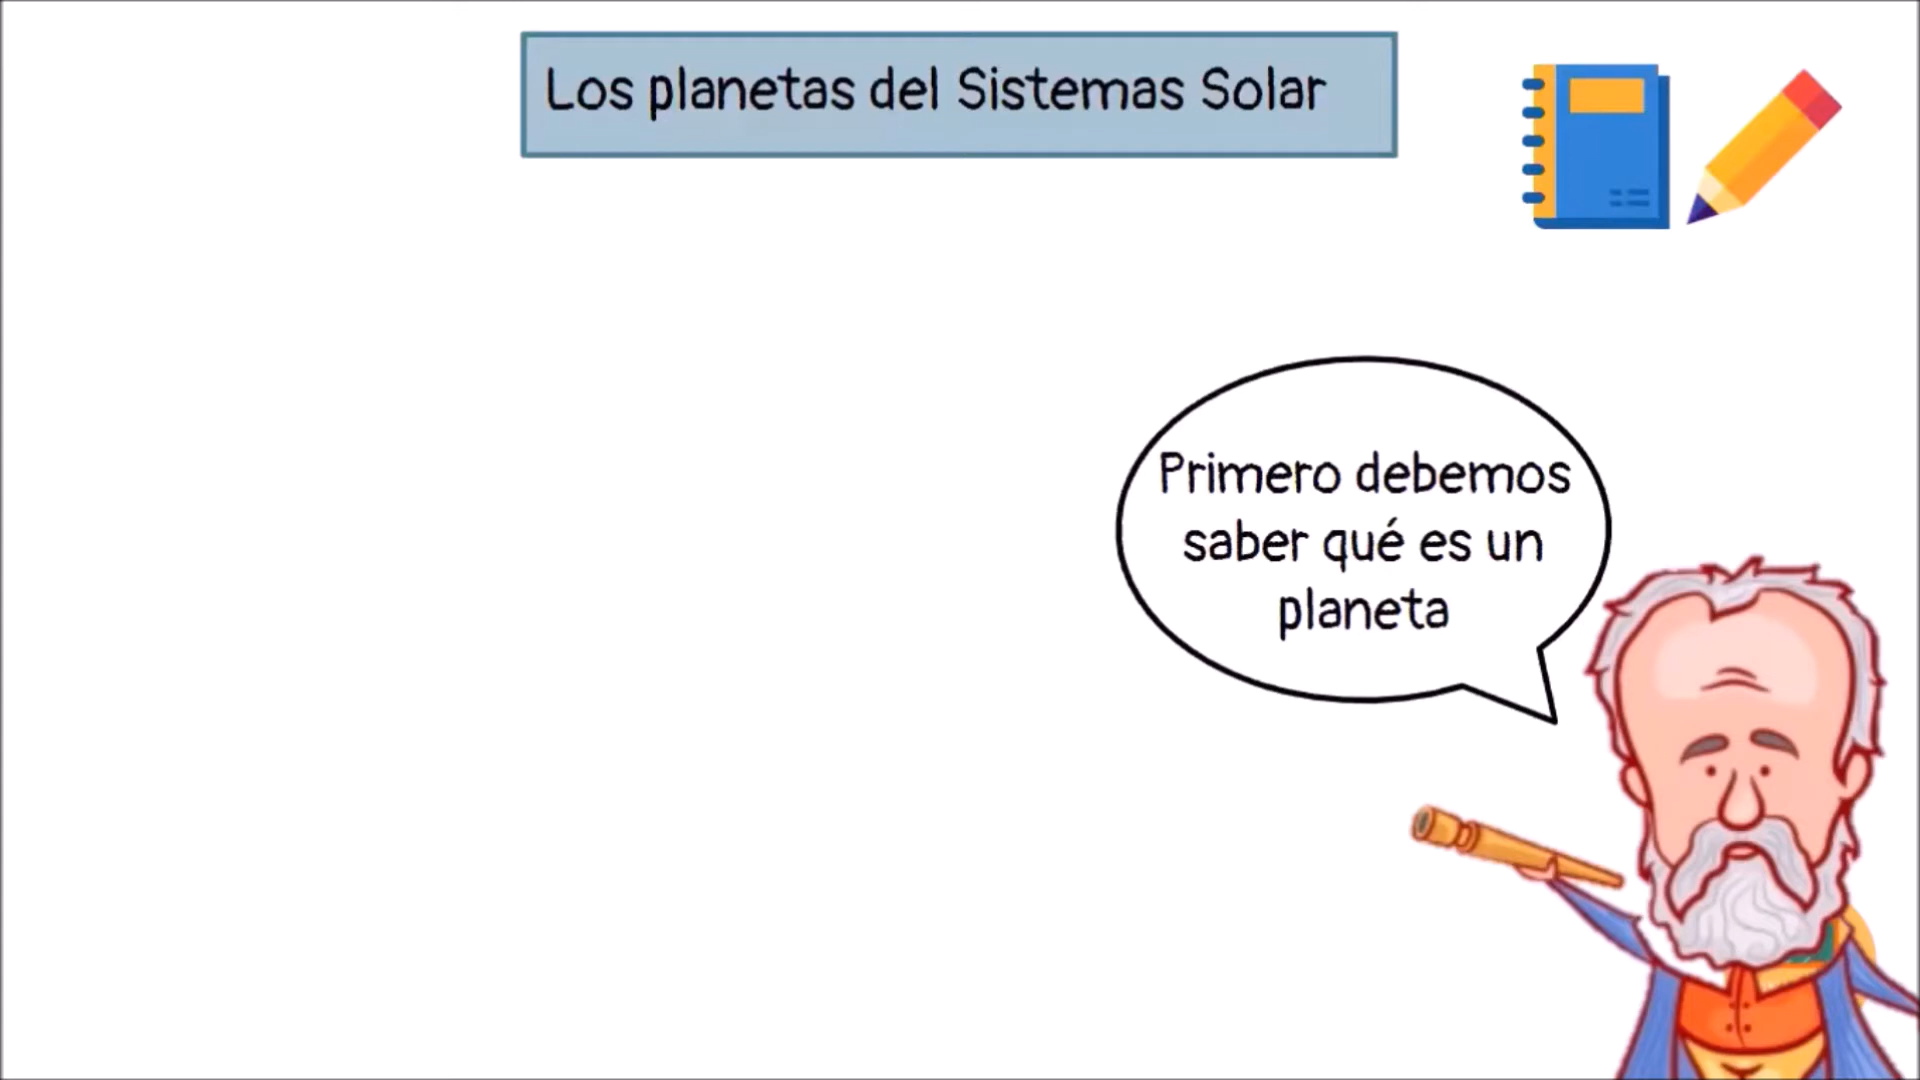 Los planetas del Sistemas Solar
Primero debemos
saber qué es un
planeta